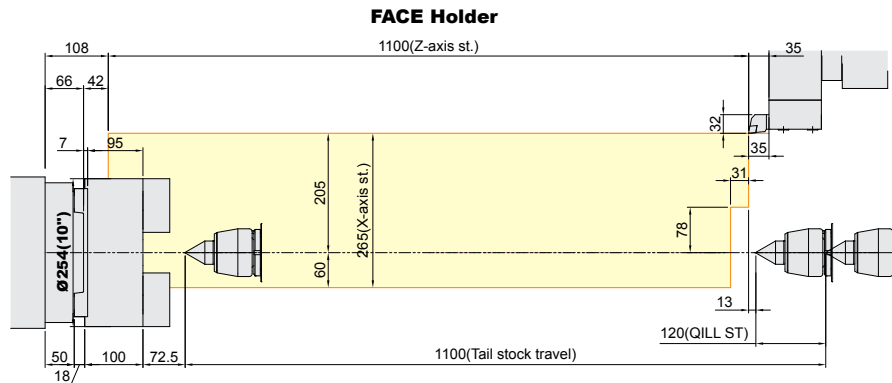 FACE Holder
108
1100(Z-axis st.)
35
66
42
32
7
95
35
31
205
265(X-axis st.)
78
Ø254(10")
60
13
120(QILL ST)
50
100
72.5
1100(Tail stock travel)
18